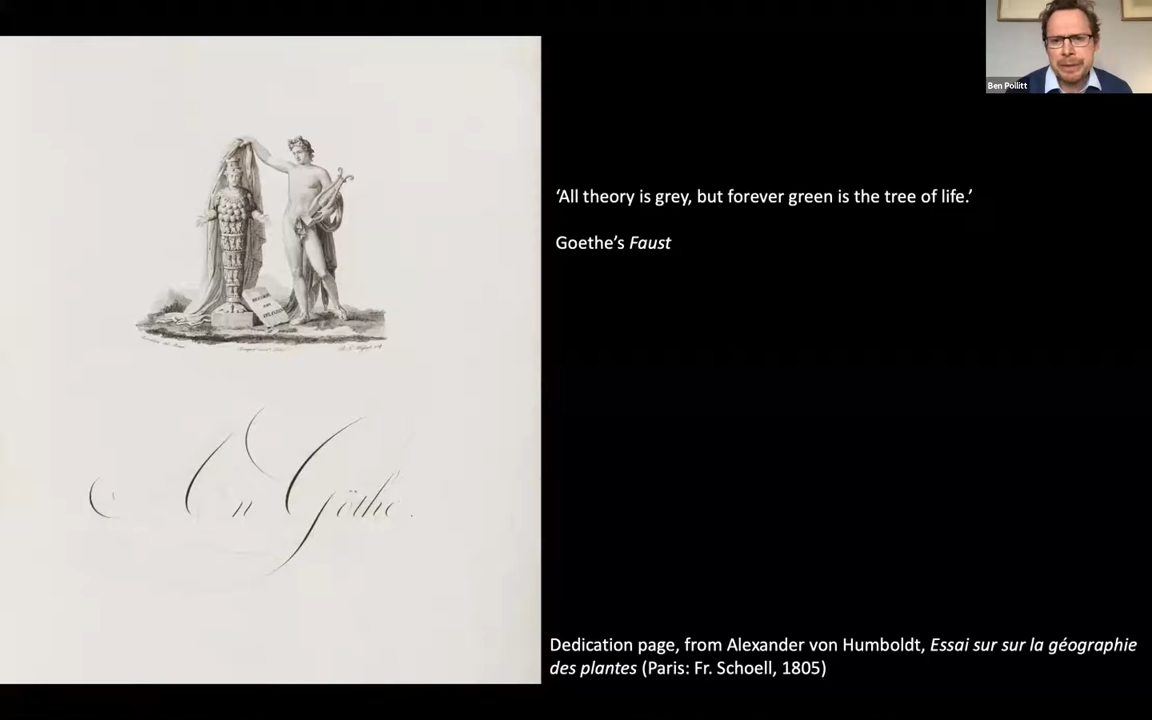 Ben Pollitt
‘All theory is grey, but forever green is the tree of life.’
Goethe’s Faust
An Göthe.
Dedication page, from Alexander von Humboldt, Essai sur sur la géographie
des plantes (Paris: Fr. Schoell, 1805)